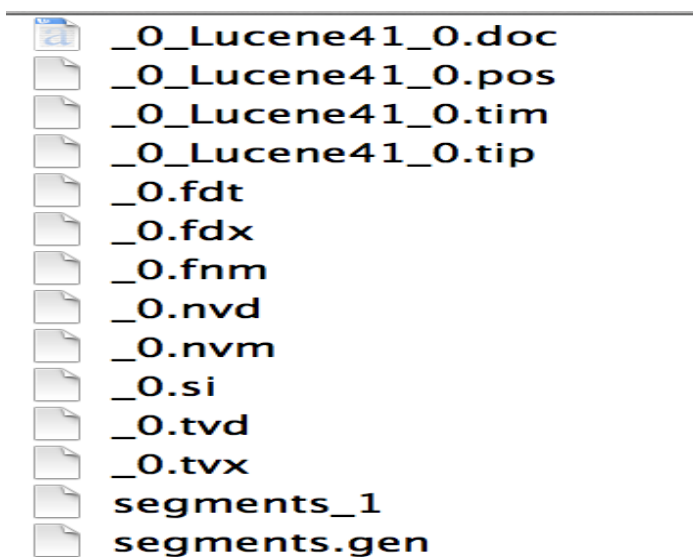 _0_Lucene41_0.doc
_0_Lucene41_0.pos
_0_Lucene41_0.tim
_0_Lucene41_0.tip
_0.fdt
_0.fdx
_0.fnm
_0.nvd
_0.nvm
_0.si
_0.tvd
_0.tvx
segments_1
segments.gen